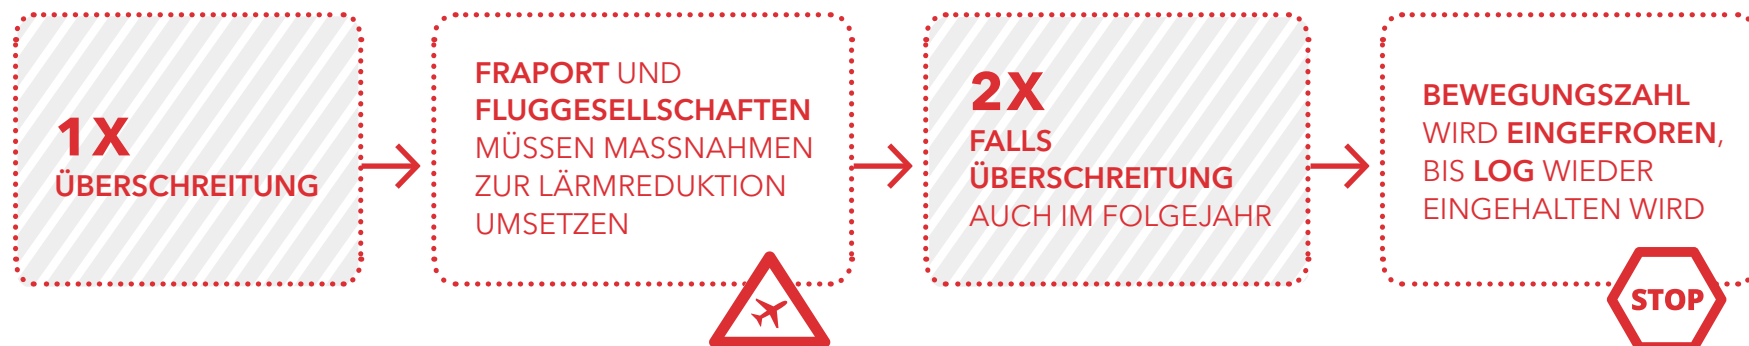 1X
ÜBERSCHREITUNG
FRAPORT UND
FLUGGESELLSCHAFTEN
MÜSSEN MASSNAHMEN
ZUR LÄRMREDUKTION
UMSETZEN
2X
FALLS
ÜBERSCHREITUNG
AUCH IM FOLGEJAHR
BEWEGUNGSZAHL
WIRD EINGEFROREN,
BIS LOG WIEDER
EINGEHALTEN WIRD
STOP